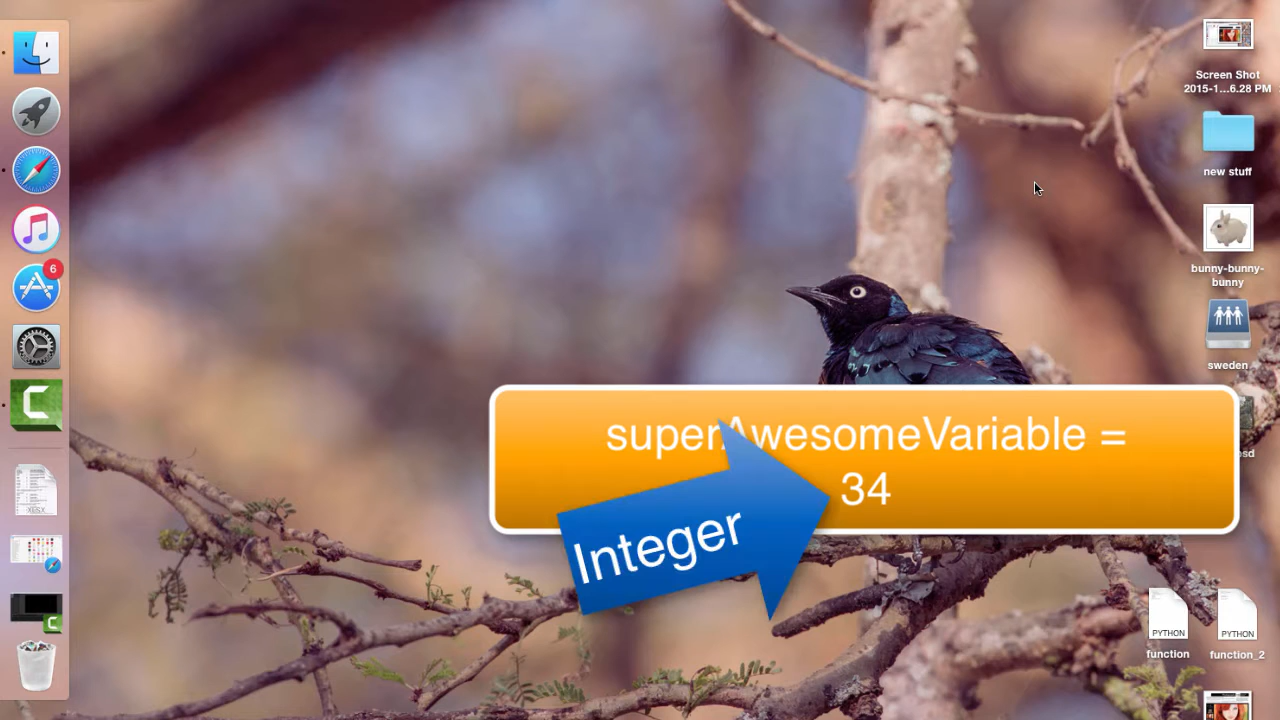 6
Screen Shot
2015-1...6.28 PM
new stuff
bunny-bunny-
bunny
sweden
superAwesomeVariable =
34
Integer
PYTHON
function
PYTHON
function_2